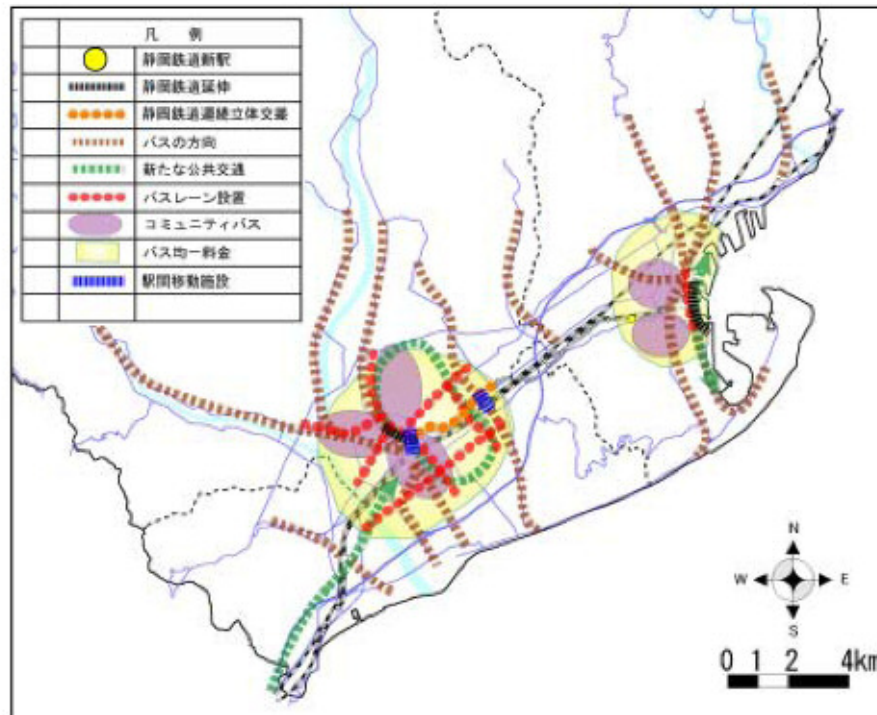 凡 例
静岡鉄道新駅
静岡鉄道延伸
静岡鉄道連続立体交差
バスの方向
新たな公共交通
バスレーン設置
コミュニティバス
バス均一料金
駅間移動施設
N
W E
S
0 1 2 4km